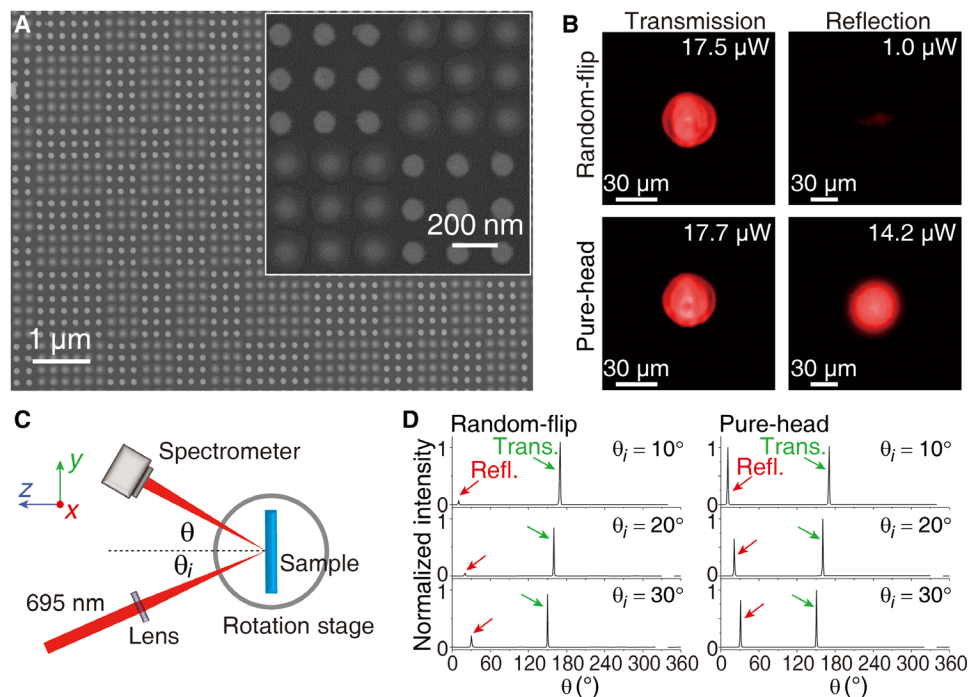 A
200 nm
1 µm
B
Transmission
Reflection
Random-flip
17.5 µW
30 µm
1.0 µW
30 µm
Pure-head
17.7 µW
30 µm
14.2 µW
30 µm
C
Spectrometer
y
z
x
θ
θi
Sample
695 nm
Lens
Rotation stage
D
Random-flip
Pure-head
Normalized intensity
1
0
Refl.
Trans.
θi = 10°
1
0
θi = 20°
1
0
θi = 30°
0 60 120 180 240 300 360
θ (°)
1
0
Refl.
Trans.
θi = 10°
1
0
θi = 20°
1
0
θi = 30°
0 60 120 180 240 300 360
θ (°)